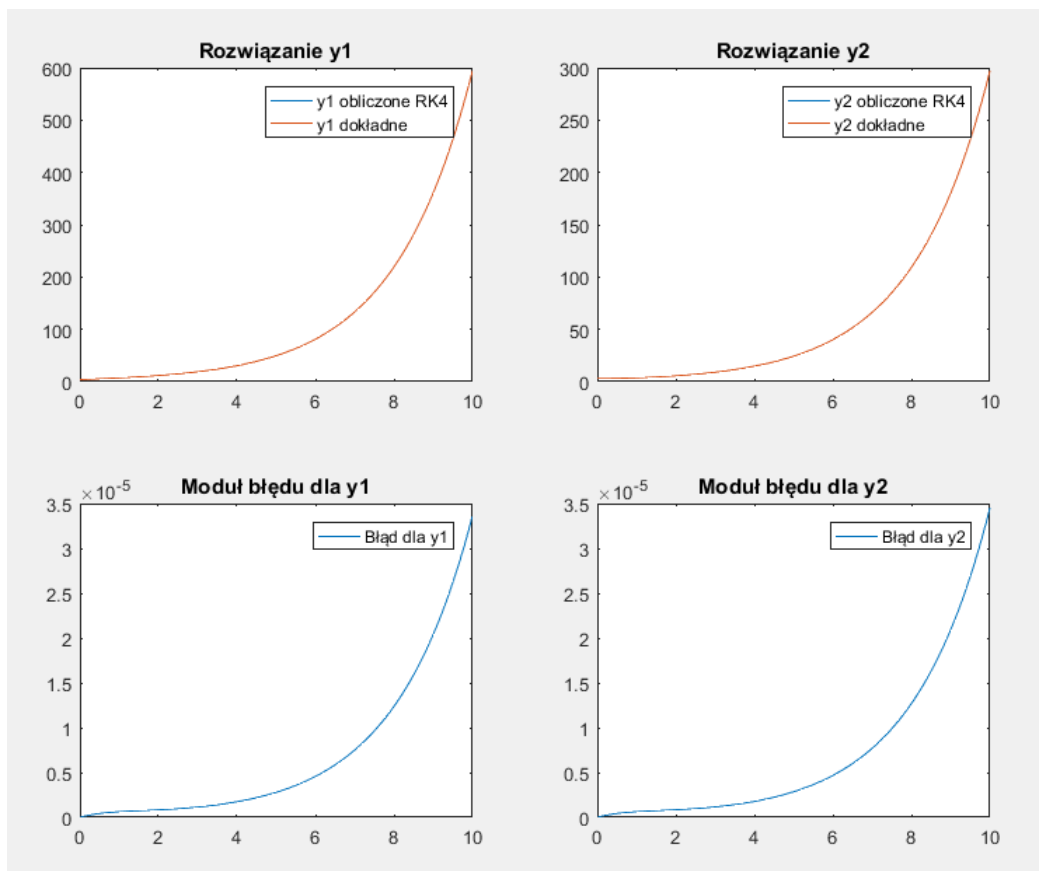 Rozwiązanie y1
600
500
400
300
200
100
0
0 2 4 6 8 10
y1 obliczone RK4
y1 dokładne
Rozwiązanie y2
300
250
200
150
100
50
0
0 2 4 6 8 10
y2 obliczone RK4
y2 dokładne
Moduł błędu dla y1
×10⁻⁵
3.5
3
2.5
2
1.5
1
0.5
0
0 2 4 6 8 10
Błąd dla y1
Moduł błędu dla y2
×10⁻⁵
3.5
3
2.5
2
1.5
1
0.5
0
0 2 4 6 8 10
Błąd dla y2